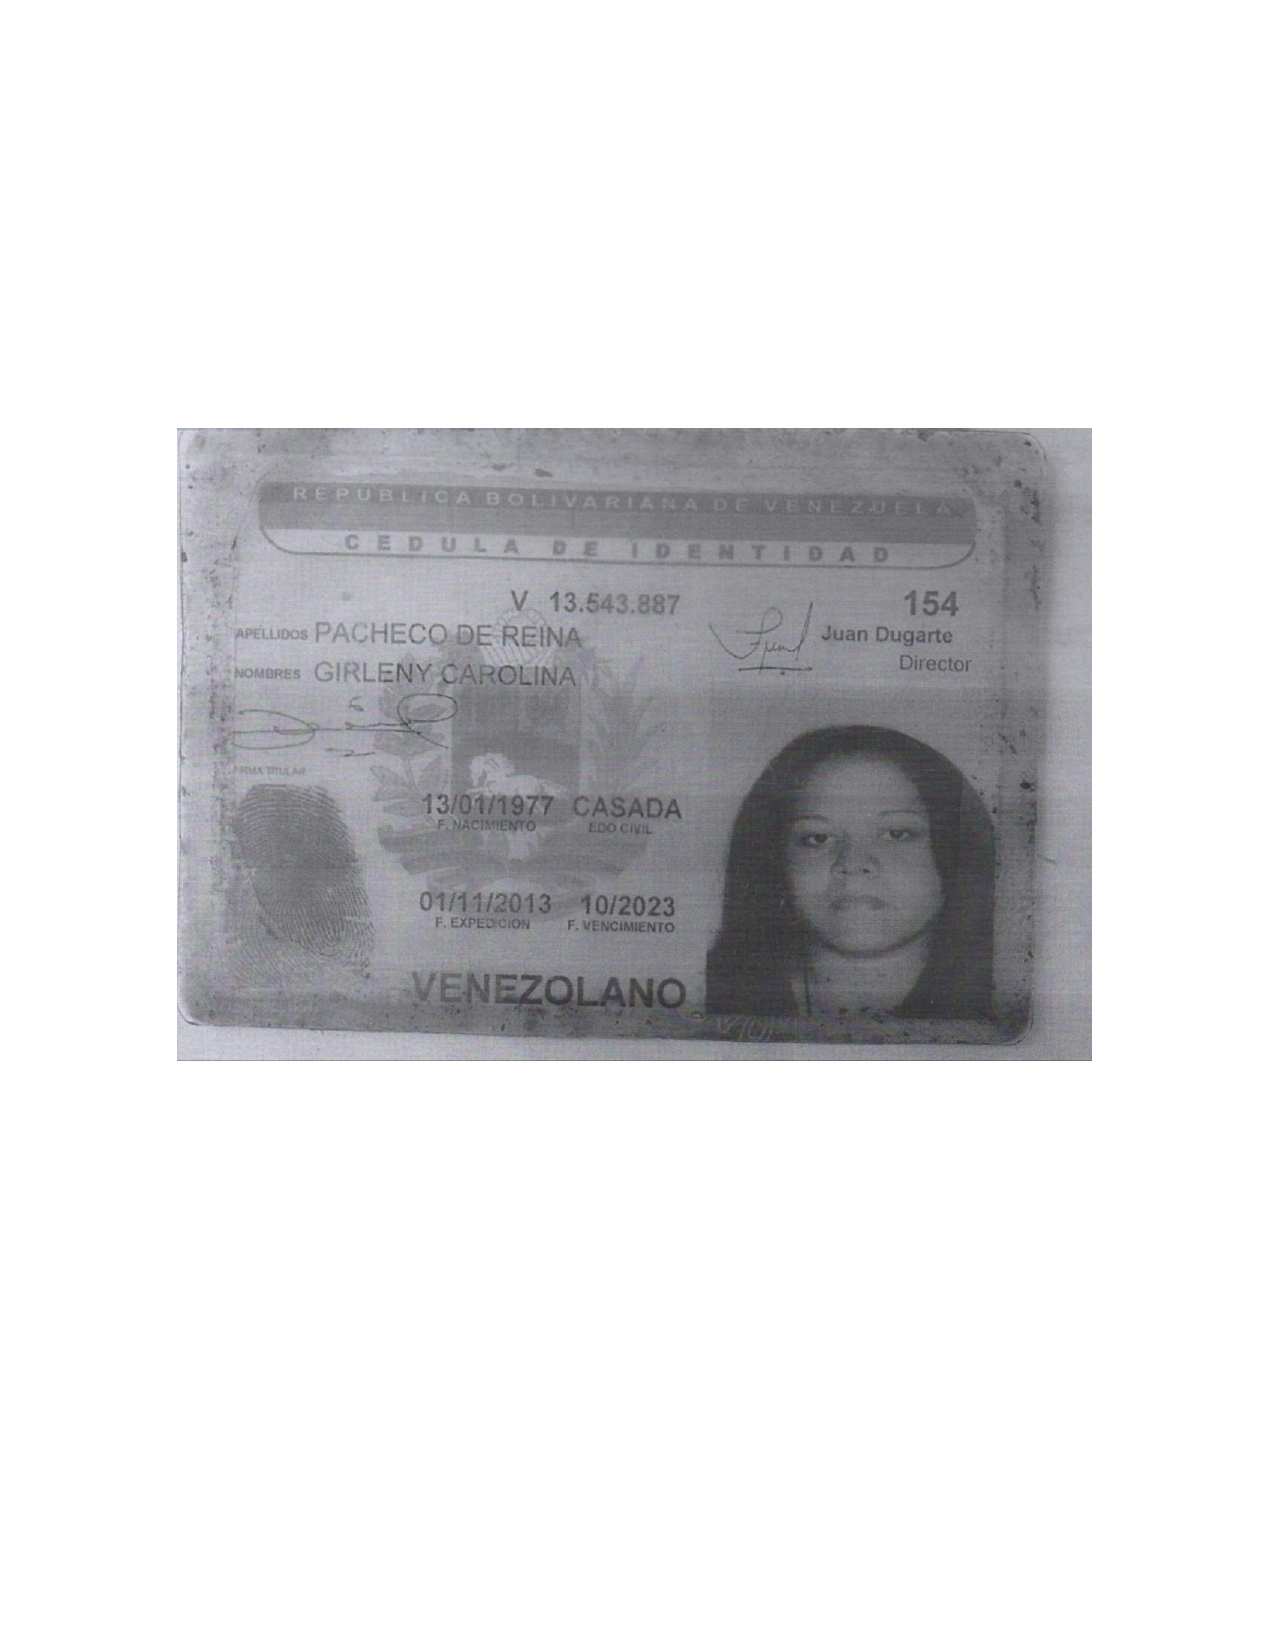 REPUBLICA BOLIVARIANA DE VENEZUELA
CEDULA DE IDENTIDAD
V 13.543.887
154
APELLIDOS PACHECO DE REINA
Juan Dugarte
Director
NOMBRES GIRLENY CAROLINA
FIRMA TITULAR
13/01/1977 CASADA
F. NACIMIENTO EDO CIVIL
01/11/2013 10/2023
F. EXPEDICION F. VENCIMIENTO
VENEZOLANO